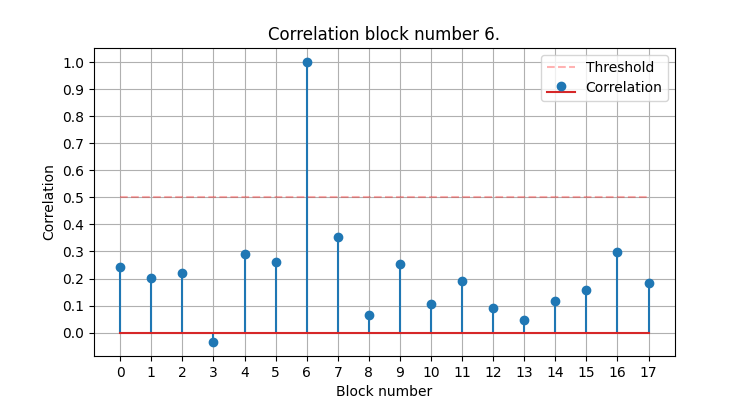 Correlation block number 6.
1.0
0.9
0.8
0.7
0.6
0.5
0.4
0.3
0.2
0.1
0.0
Correlation
Threshold
Correlation
0 1 2 3 4 5 6 7 8 9 10 11 12 13 14 15 16 17
Block number